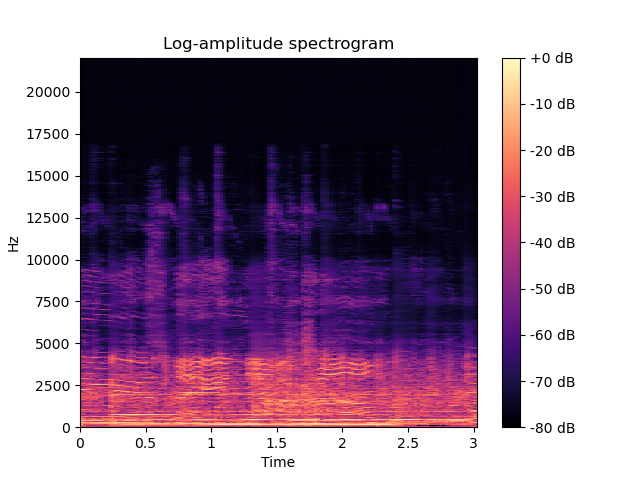 Log-amplitude spectrogram
Hz
20000
17500
15000
12500
10000
7500
5000
2500
0
0 0.5 1 1.5 2 2.5 3
Time
+0 dB
-10 dB
-20 dB
-30 dB
-40 dB
-50 dB
-60 dB
-70 dB
-80 dB